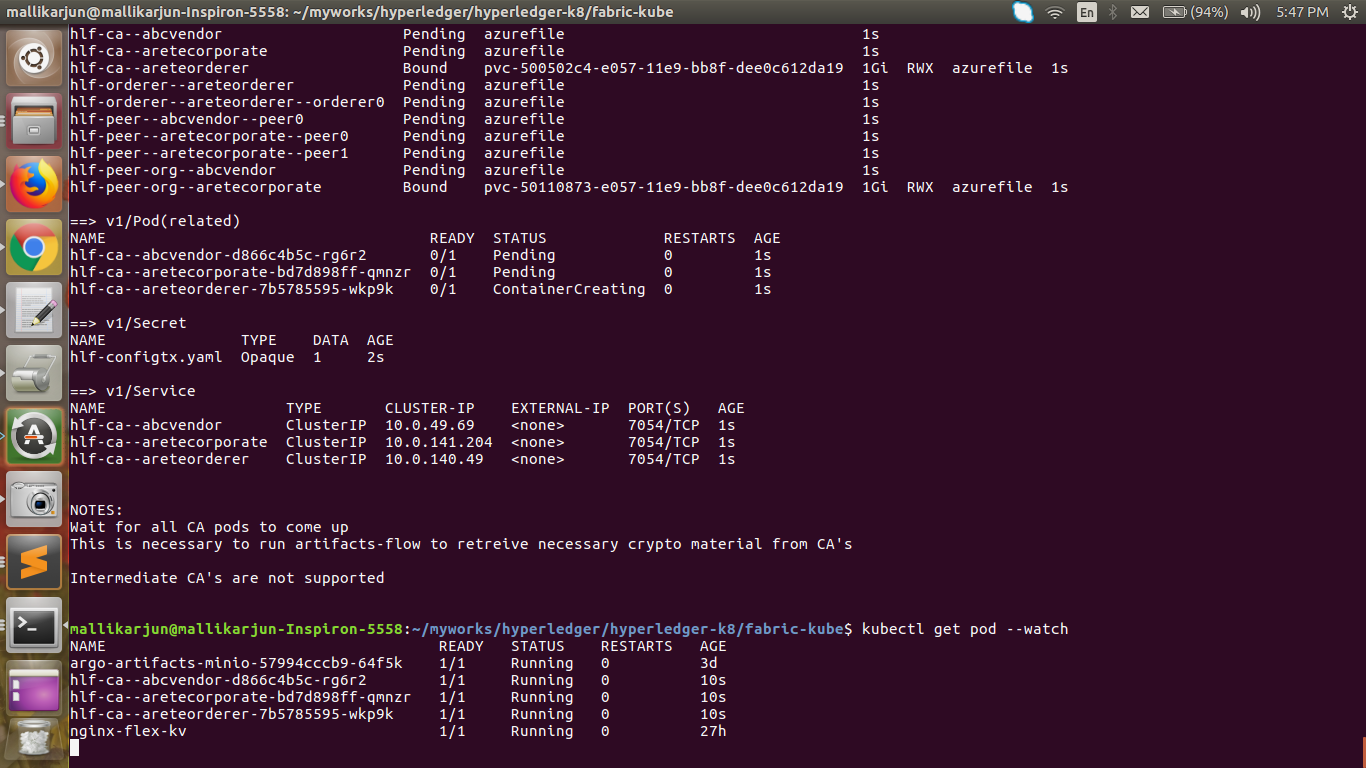 mallikarjun@mallikarjun-Inspiron-5558: ~/myworks/hyperledger/hyperledger-k8/fabric-kube En (94%) 5:47 PM
hlf-ca--abcvendor Pending azurefile 1s
hlf-ca--aretecorporate Pending azurefile 1s
hlf-ca--areteorderer Bound pvc-500502c4-e057-11e9-bb8f-dee0c612da19 1Gi RWX azurefile 1s
hlf-orderer--areteorderer Pending azurefile 1s
hlf-orderer--areteorderer--orderer0 Pending azurefile 1s
hlf-peer--abcvendor--peer0 Pending azurefile 1s
hlf-peer--aretecorporate--peer0 Pending azurefile 1s
hlf-peer--aretecorporate--peer1 Pending azurefile 1s
hlf-peer-org--abcvendor Pending azurefile 1s
hlf-peer-org--aretecorporate Bound pvc-50110873-e057-11e9-bb8f-dee0c612da19 1Gi RWX azurefile 1s
==> v1/Pod(related)
NAME READY STATUS RESTARTS AGE
hlf-ca--abcvendor-d866c4b5c-rg6r2 0/1 Pending 0 1s
hlf-ca--aretecorporate-bd7d898ff-qmnzr 0/1 Pending 0 1s
hlf-ca--areteorderer-7b5785595-wkp9k 0/1 ContainerCreating 0 1s
==> v1/Secret
NAME TYPE DATA AGE
hlf-configtx.yaml Opaque 1 2s
==> v1/Service
NAME TYPE CLUSTER-IP EXTERNAL-IP PORT(S) AGE
hlf-ca--abcvendor ClusterIP 10.0.49.69 <none> 7054/TCP 1s
hlf-ca--aretecorporate ClusterIP 10.0.141.204 <none> 7054/TCP 1s
hlf-ca--areteorderer ClusterIP 10.0.140.49 <none> 7054/TCP 1s
NOTES:
Wait for all CA pods to come up
This is necessary to run artifacts-flow to retreive necessary crypto material from CA's
Intermediate CA's are not supported
mallikarjun@mallikarjun-Inspiron-5558:~/myworks/hyperledger/hyperledger-k8/fabric-kube$ kubectl get pod --watch
NAME READY STATUS RESTARTS AGE
argo-artifacts-minio-57994cccb9-64f5k 1/1 Running 0 3d
hlf-ca--abcvendor-d866c4b5c-rg6r2 1/1 Running 0 10s
hlf-ca--aretecorporate-bd7d898ff-qmnzr 1/1 Running 0 10s
hlf-ca--areteorderer-7b5785595-wkp9k 1/1 Running 0 10s
nginx-flex-kv 1/1 Running 0 27h